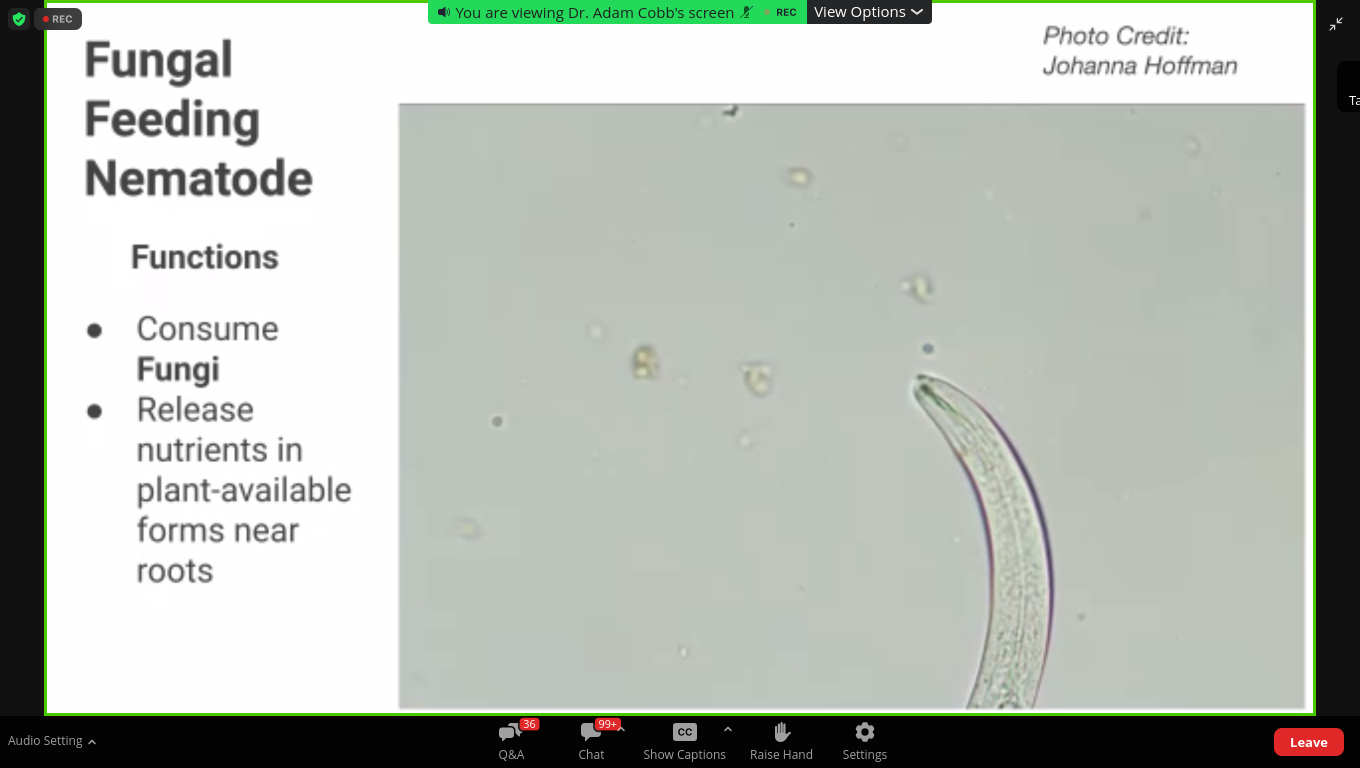 REC
You are viewing Dr. Adam Cobb's screen REC View Options
Fungal
Feeding
Nematode
Photo Credit:
Johanna Hoffman
Ta
Functions
● Consume
Fungi
● Release
nutrients in
plant-available
forms near
roots
Audio Setting
36
99+
CC
Q&A
Chat
Show Captions
Raise Hand
Settings
Leave